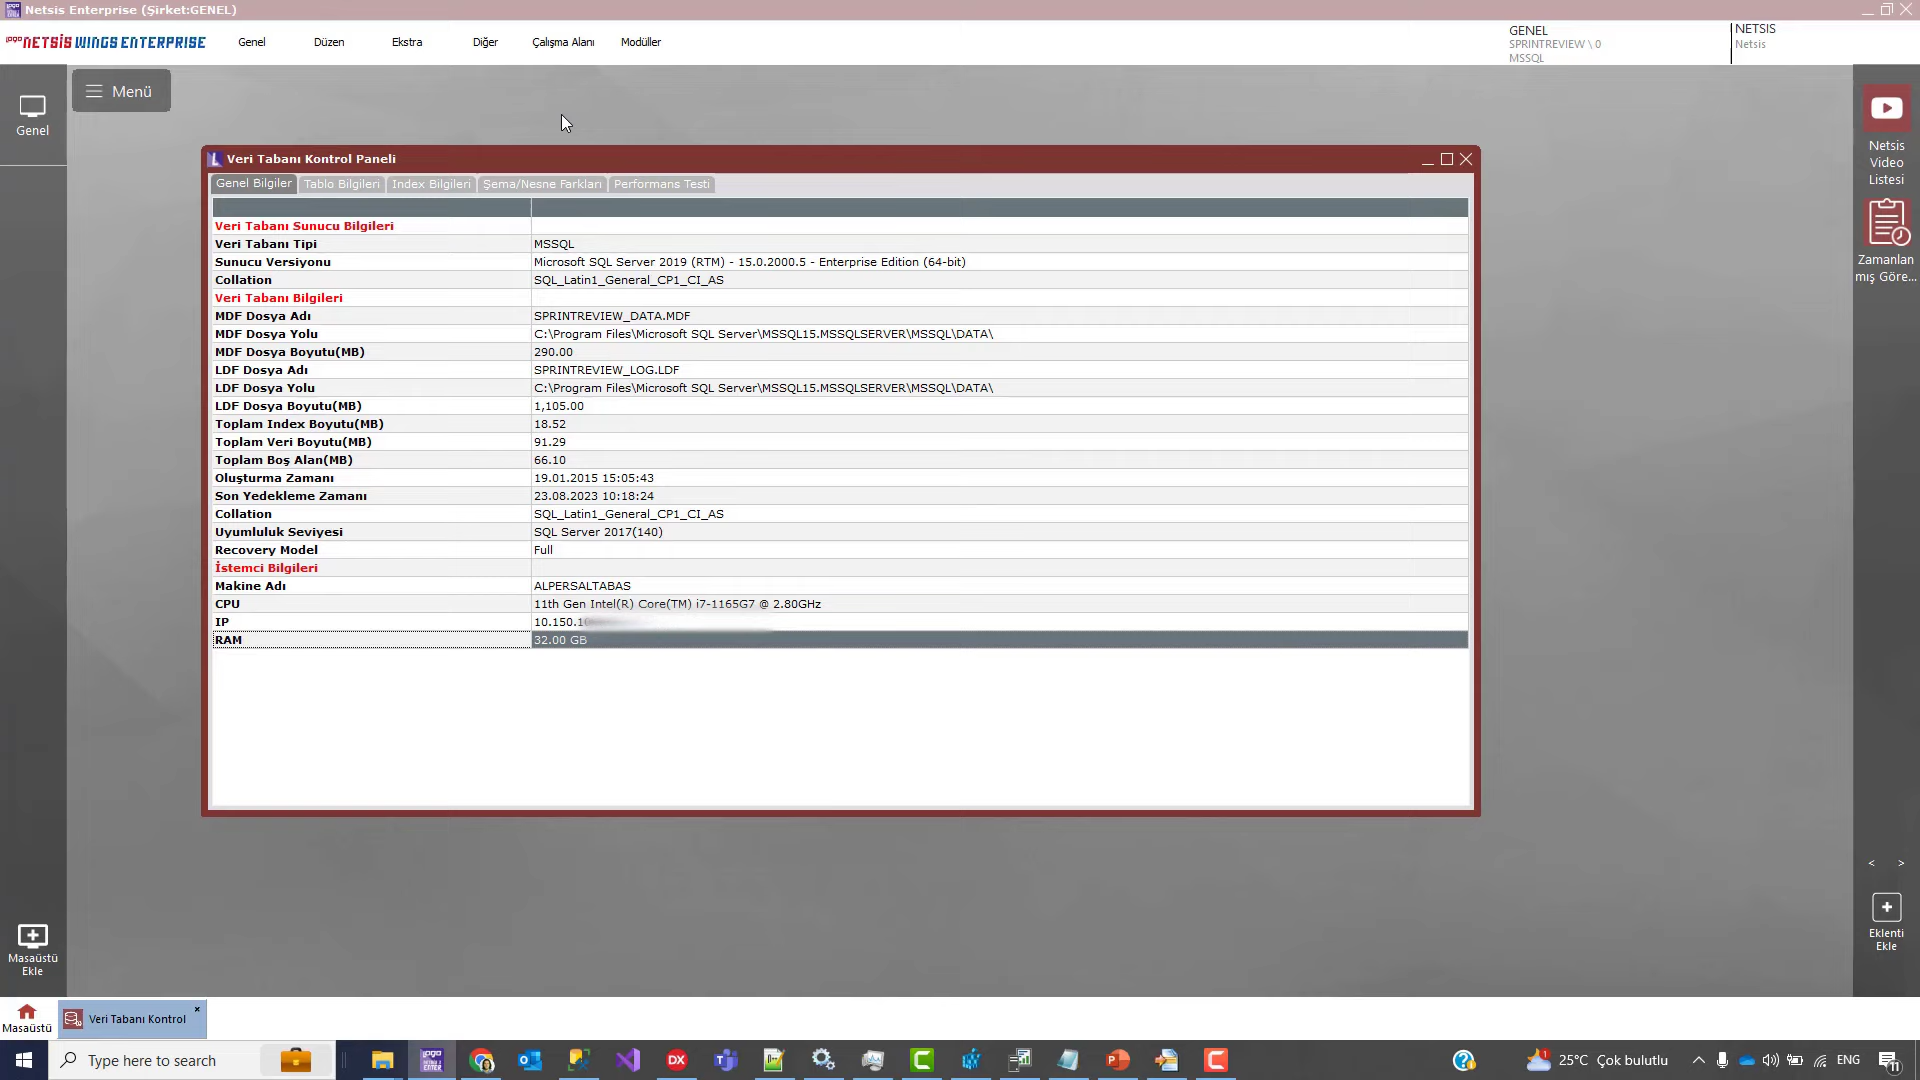 Netsis Enterprise (Şirket:GENEL)
LOGO NETSİS WINGS ENTERPRISE
Genel Düzen Ekstra Diğer Çalışma Alanı Modüller
GENEL
SPRINTREVIEW \ 0
MSSQL
NETSIS
Netsis
Genel
Menü
Veri Tabanı Kontrol Paneli
Genel Bilgiler Tablo Bilgileri Index Bilgileri Şema/Nesne Farkları Performans Testi
Veri Tabanı Sunucu Bilgileri
Veri Tabanı Tipi MSSQL
Sunucu Versiyonu Microsoft SQL Server 2019 (RTM) - 15.0.2000.5 - Enterprise Edition (64-bit)
Collation SQL_Latin1_General_CP1_CI_AS
Veri Tabanı Bilgileri
MDF Dosya Adı SPRINTREVIEW_DATA.MDF
MDF Dosya Yolu C:\Program Files\Microsoft SQL Server\MSSQL15.MSSQLSERVER\MSSQL\DATA\
MDF Dosya Boyutu(MB) 290.00
LDF Dosya Adı SPRINTREVIEW_LOG.LDF
LDF Dosya Yolu C:\Program Files\Microsoft SQL Server\MSSQL15.MSSQLSERVER\MSSQL\DATA\
LDF Dosya Boyutu(MB) 1,105.00
Toplam Index Boyutu(MB) 18.52
Toplam Veri Boyutu(MB) 91.29
Toplam Boş Alan(MB) 66.10
Oluşturma Zamanı 19.01.2015 15:05:43
Son Yedekleme Zamanı 23.08.2023 10:18:24
Collation SQL_Latin1_General_CP1_CI_AS
Uyumluluk Seviyesi SQL Server 2017(140)
Recovery Model Full
İstemci Bilgileri
Makine Adı ALPERSALTABAS
CPU 11th Gen Intel(R) Core(TM) i7-1165G7 @ 2.80GHz
IP 10.150.1
RAM 32.00 GB
Netsis
Video
Listesi
Zamanlan
mış Göre...
< >
Eklenti
Ekle
Masaüstü
Ekle
Masaüstü
Veri Tabanı Kontrol
Type here to search
25°C Çok bulutlu
ENG
11